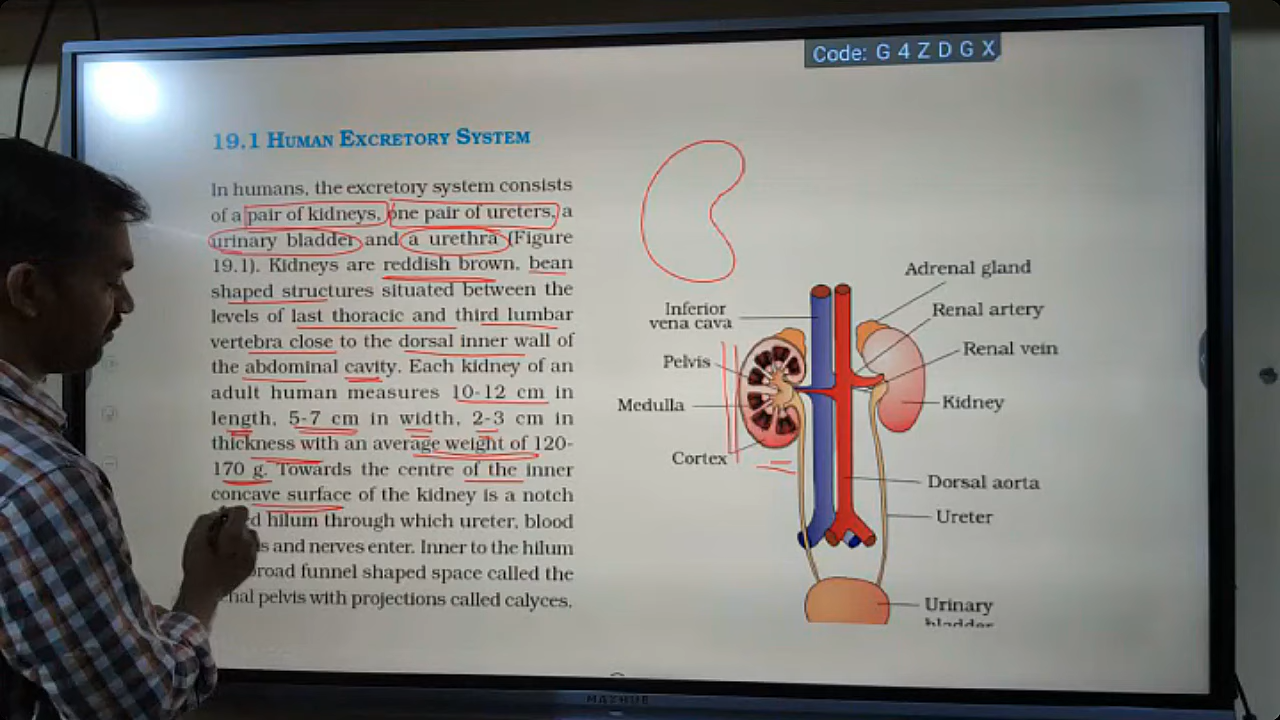 Code: G 4 Z D G X
19.1 HUMAN EXCRETORY SYSTEM
In humans, the excretory system consists
of a pair of kidneys, one pair of ureters, a
urinary bladder and a urethra (Figure
19.1). Kidneys are reddish brown, bean
shaped structures situated between the
levels of last thoracic and third lumbar
vertebra close to the dorsal inner wall of
the abdominal cavity. Each kidney of an
adult human measures 10-12 cm in
length, 5-7 cm in width, 2-3 cm in
thickness with an average weight of 120-
170 g. Towards the centre of the inner
concave surface of the kidney is a notch
hilum through which ureter, blood
and nerves enter. Inner to the hilum
broad funnel shaped space called the
pelvis with projections called calyces.
Adrenal gland
Inferior
vena cava
Renal artery
Renal vein
Pelvis
Medulla
Kidney
Cortex
Dorsal aorta
Ureter
Urinary
bladder
MAXHUB